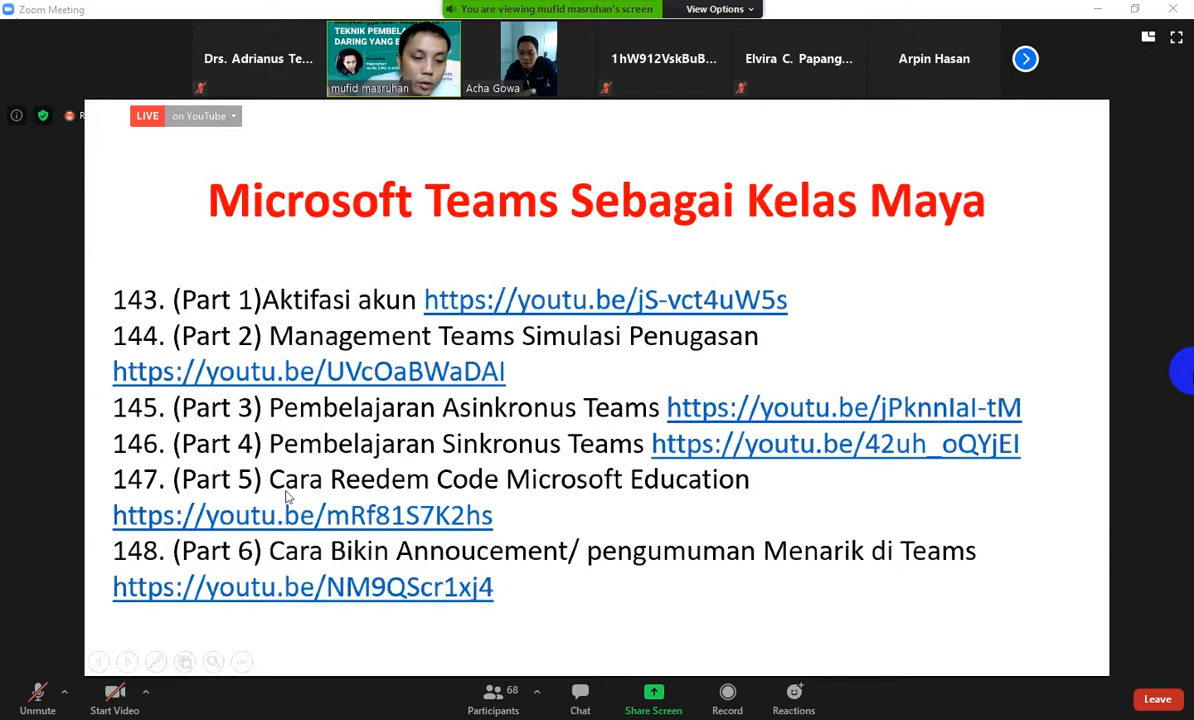 Zoom Meeting
You are viewing mufid masruhan's screen
View Options
Drs. Adrianus Te...
TEKNIK PEMBELA
DARING YANG E
mufid masruhan
Acha Gowa
1hW912VskBuB...
Elvira C. Papang...
Arpin Hasan
LIVE on YouTube
Microsoft Teams Sebagai Kelas Maya
143. (Part 1)Aktifasi akun https://youtu.be/jS-vct4uW5s
144. (Part 2) Management Teams Simulasi Penugasan
https://youtu.be/UVcOaBWaDAI
145. (Part 3) Pembelajaran Asinkronus Teams https://youtu.be/jPknnIaI-tM
146. (Part 4) Pembelajaran Sinkronus Teams https://youtu.be/42uh_oQYjEI
147. (Part 5) Cara Reedem Code Microsoft Education
https://youtu.be/mRf81S7K2hs
148. (Part 6) Cara Bikin Annoucement/ pengumuman Menarik di Teams
https://youtu.be/NM9QScr1xj4
Unmute
Start Video
68
Participants
Chat
Share Screen
Record
Reactions
Leave